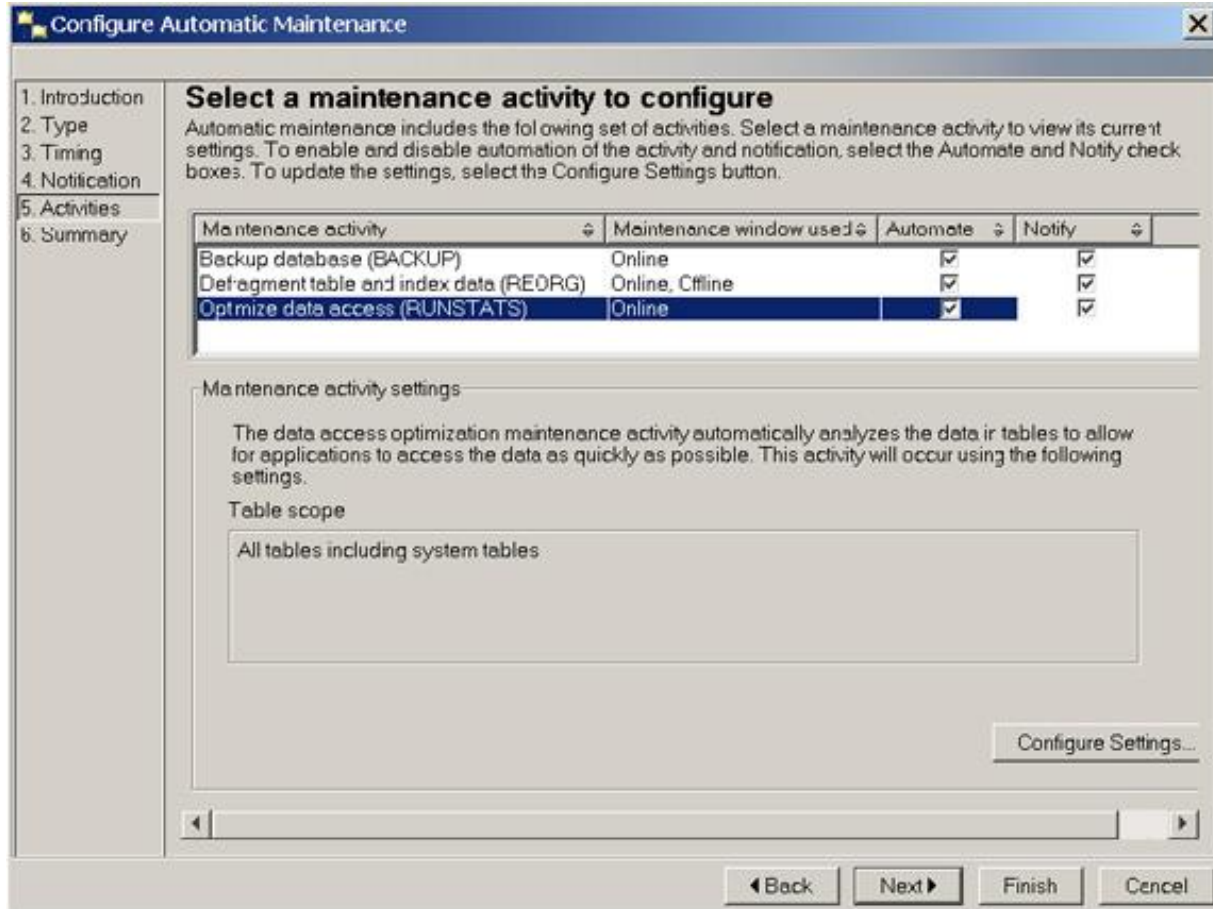 Configure Automatic Maintenance
1. Introduction
2. Type
3. Timing
4. Notification
5. Activities
6. Summary
Select a maintenance activity to configure
Automatic maintenance includes the following set of activities. Select a maintenance activity to view its current
settings. To enable and disable automation of the activity and notification, select the Automate and Notify check
boxes. To update the settings, select the Configure Settings button.
Maintenance activity Maintenance window used Automate Notify
Backup database (BACKUP) Online
Defragment table and index data (REORG) Online, Offline
Optimize data access (RUNSTATS) Online
Maintenance activity settings
The data access optimization maintenance activity automatically analyzes the data in tables to allow
for applications to access the data as quickly as possible. This activity will occur using the following
settings.
Table scope
All tables including system tables
Configure Settings...
Back Next Finish Cancel